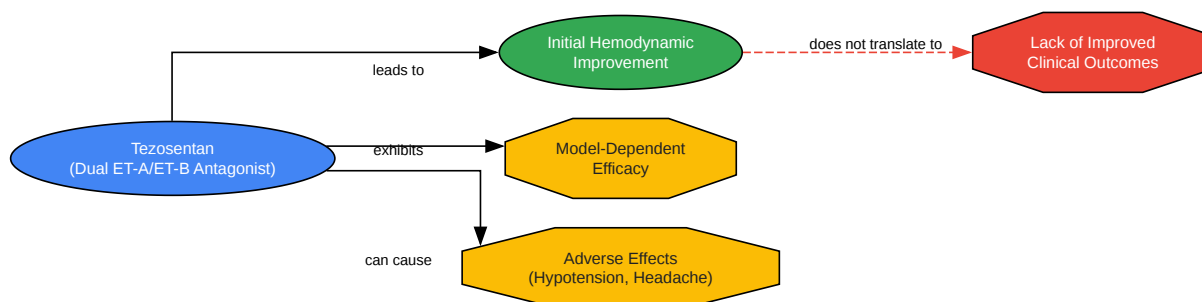 Initial Hemodynamic
Improvement
does not translate to
Lack of Improved
Clinical Outcomes
leads to
Tezosentan
(Dual ET-A/ET-B Antagonist)
exhibits
Model-Dependent
Efficacy
can cause
Adverse Effects
(Hypotension, Headache)